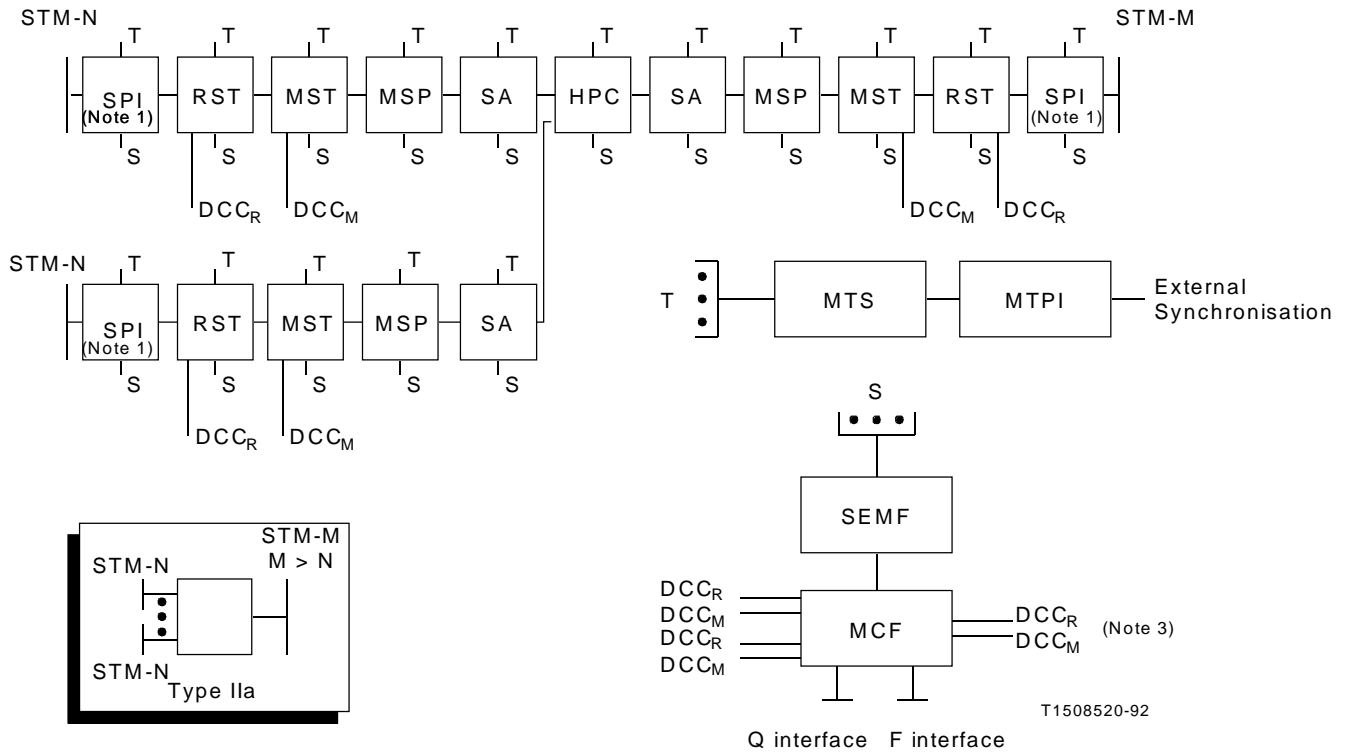 STM-N STM-M
T T T T T T T T T T T
SPI (Note 1) RST MST MSP SA HPC SA MSP MST RST SPI (Note 1)
S S S S S S S S S S S
DCC_R DCC_M DCC_M DCC_R
STM-N
T T T T T
SPI (Note 1) RST MST MSP SA
S S S S S
DCC_R DCC_M
T MTS MTPI External
Synchronisation
S
SEMF
DCC_R
DCC_M
DCC_R
DCC_M
MCF
DCC_R
DCC_M
(Note 3)
Q interface F interface
T1508520-92
STM-M
M > N
STM-N
STM-N
Type IIa